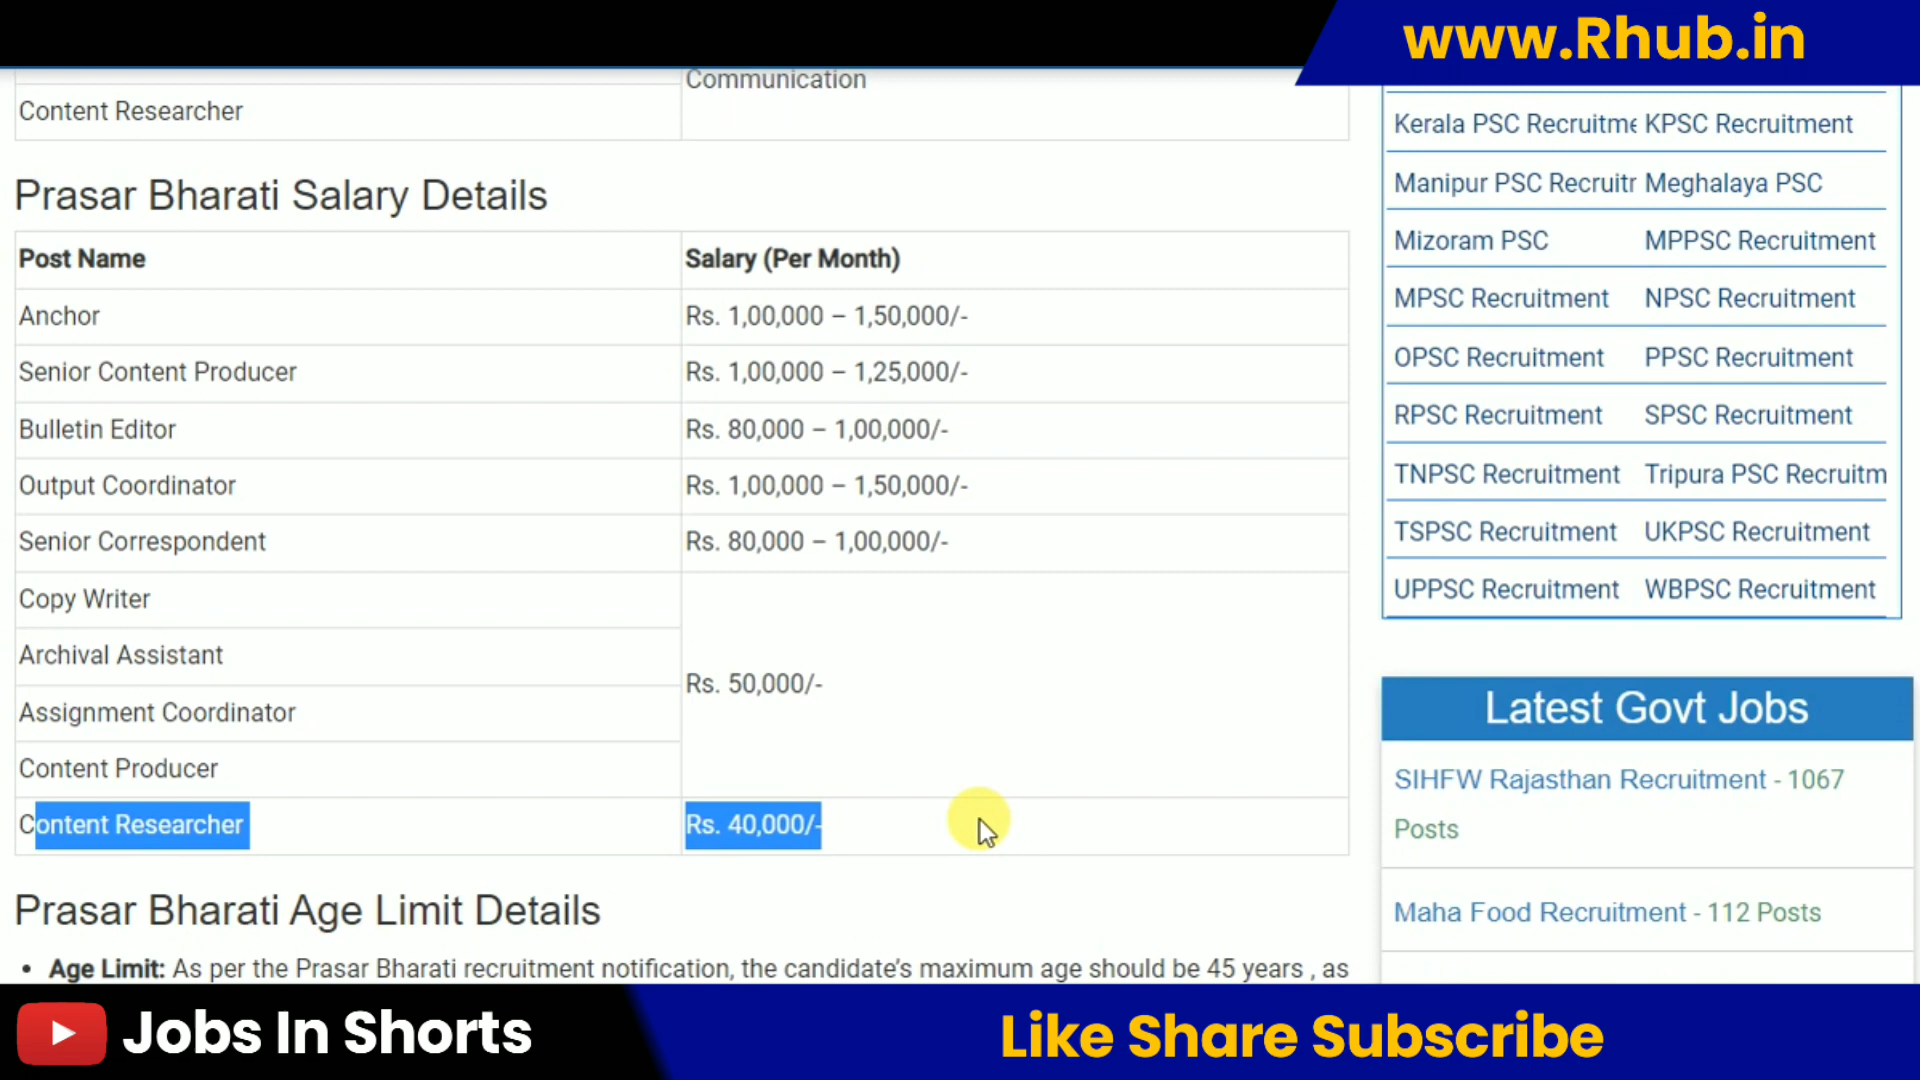 www.Rhub.in
Communication
Content Researcher
Prasar Bharati Salary Details
Post Name Salary (Per Month)
Anchor Rs. 1,00,000 – 1,50,000/-
Senior Content Producer Rs. 1,00,000 – 1,25,000/-
Bulletin Editor Rs. 80,000 – 1,00,000/-
Output Coordinator Rs. 1,00,000 – 1,50,000/-
Senior Correspondent Rs. 80,000 – 1,00,000/-
Copy Writer
Archival Assistant
Rs. 50,000/-
Assignment Coordinator
Content Producer
Content Researcher Rs. 40,000/-
Prasar Bharati Age Limit Details
• Age Limit: As per the Prasar Bharati recruitment notification, the candidate's maximum age should be 45 years , as
Kerala PSC Recruitme KPSC Recruitment
Manipur PSC Recruitr Meghalaya PSC
Mizoram PSC MPPSC Recruitment
MPSC Recruitment NPSC Recruitment
OPSC Recruitment PPSC Recruitment
RPSC Recruitment SPSC Recruitment
TNPSC Recruitment Tripura PSC Recruitm
TSPSC Recruitment UKPSC Recruitment
UPPSC Recruitment WBPSC Recruitment
Latest Govt Jobs
SIHFW Rajasthan Recruitment - 1067
Posts
Maha Food Recruitment - 112 Posts
Jobs In Shorts
Like Share Subscribe